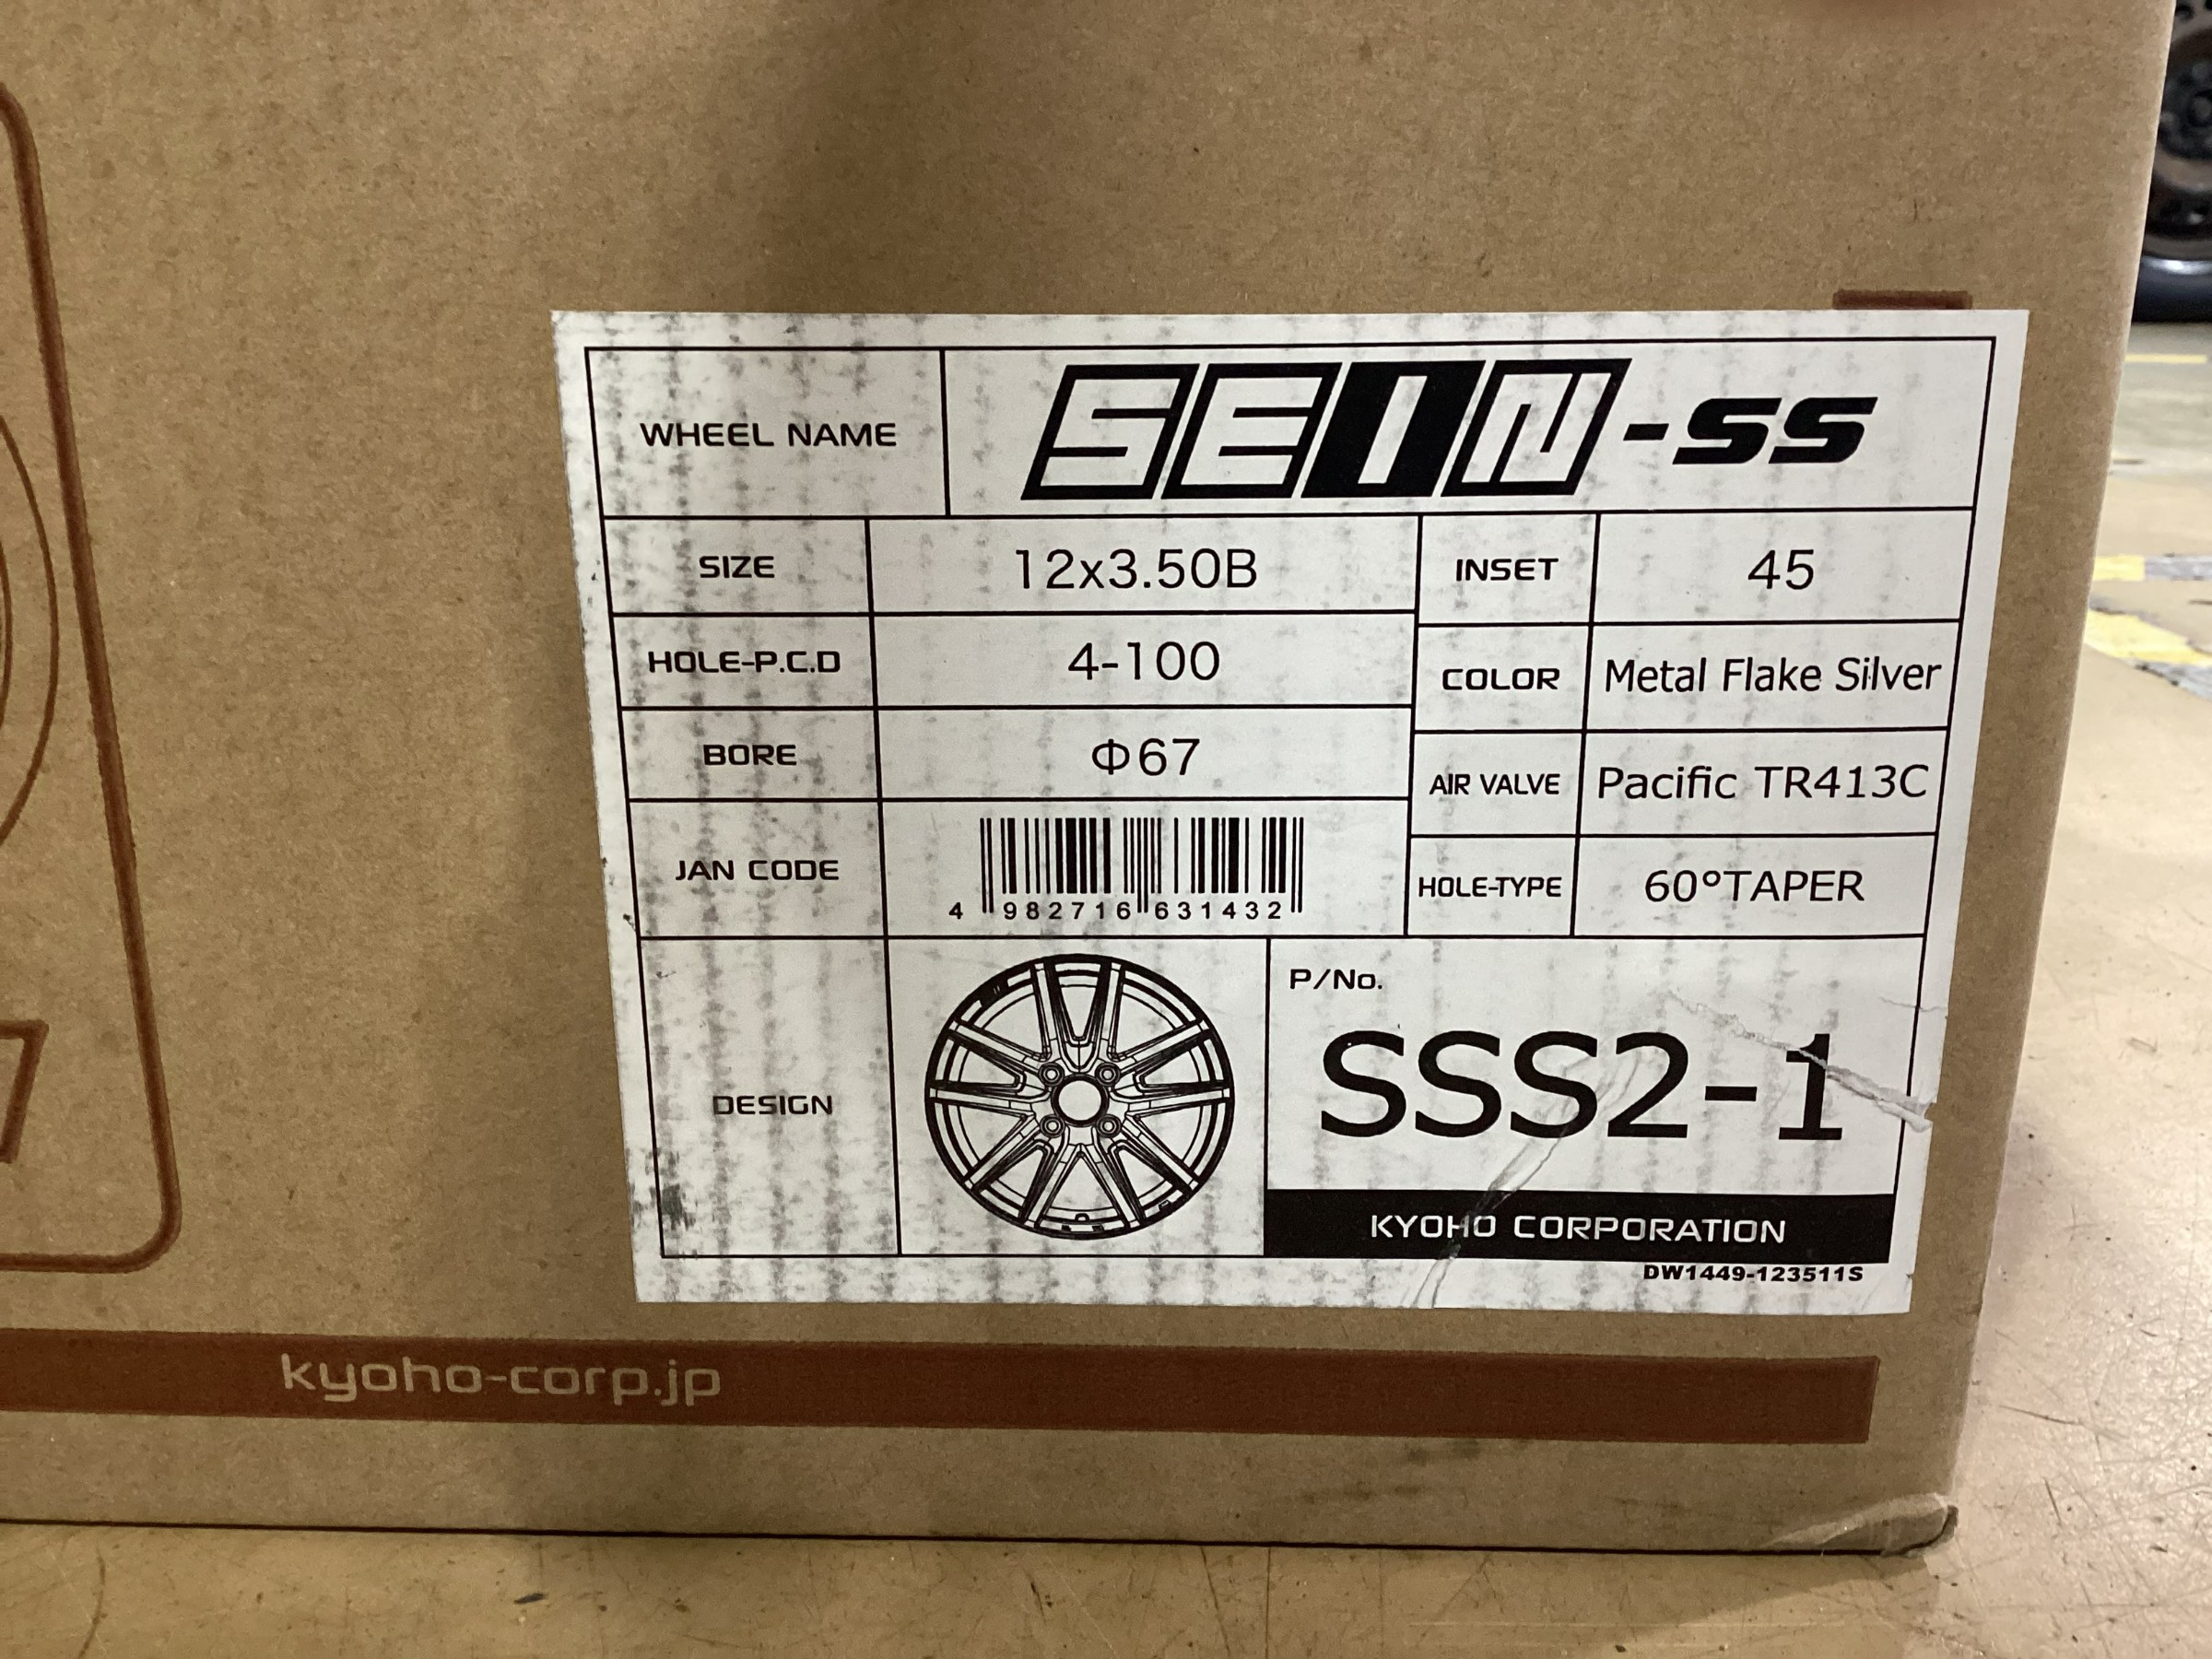 WHEEL NAME SEIN-SS
SIZE 12x3.50B INSET 45
HOLE-P.C.D 4-100 COLOR Metal Flake Silver
BORE Φ67 AIR VALVE Pacific TR413C
JAN CODE 4 982716 631432 HOLE-TYPE 60°TAPER
DESIGN P/No.
SSS2-1
KYOHO CORPORATION
DW1449-123511S
kyoho-corp.jp